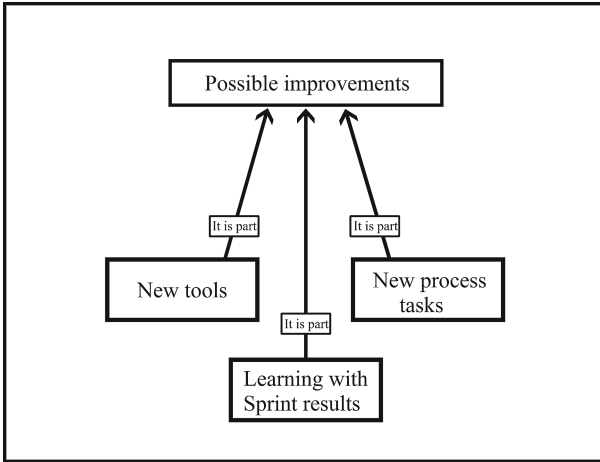 Possible improvements
It is part
It is part
New tools
New process
tasks
It is part
Learning with
Sprint results